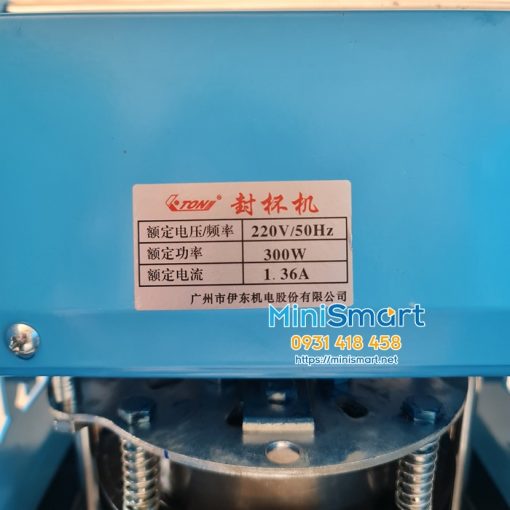 ETON® 封杯机
额定电压/频率 220V/50Hz
额定功率 300W
额定电流 1.36A
广州市伊东机电股份有限公司
MiniSmart
0931 418 458
https://minismart.net